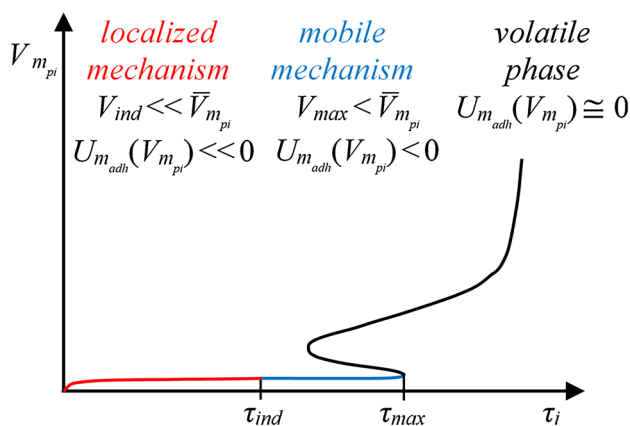 localized mobile volatile
V_{m_{pi}} mechanism mechanism phase
V_{ind} << V̅_{m_{pi}} V_{max} < V̅_{m_{pi}} U_{m_{adh}}(V_{m_{pi}}) ≅ 0
U_{m_{adh}}(V_{m_{pi}}) << 0 U_{m_{adh}}(V_{m_{pi}}) < 0
τ_{ind} τ_{max} τ_i